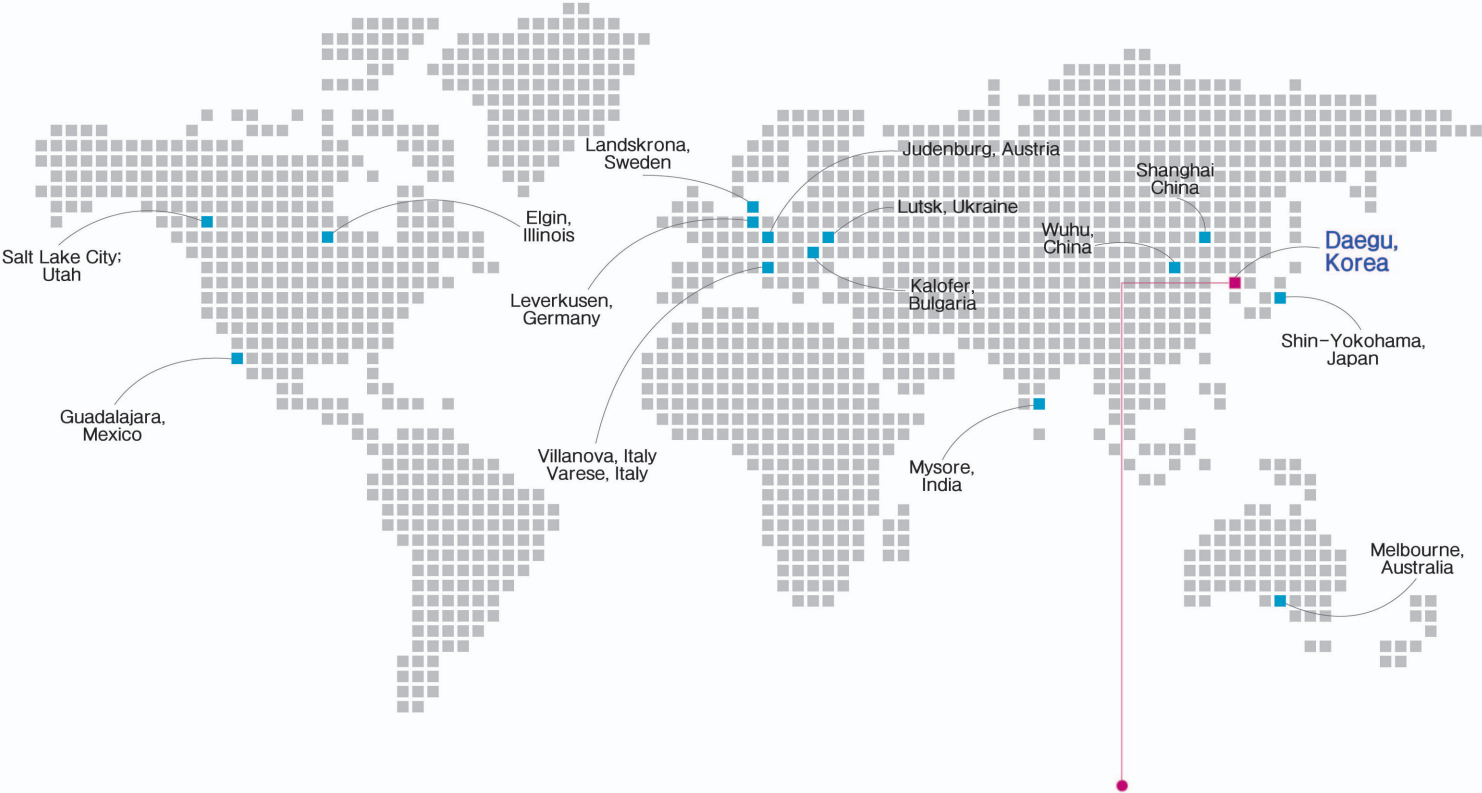 Landskrona,
Sweden
Judenburg, Austria
Shanghai
China
Lutsk, Ukraine
Elgin,
Illinois
Wuhu,
China
Daegu,
Korea
Salt Lake City;
Utah
Leverkusen,
Germany
Kalofer,
Bulgaria
Shin-Yokohama,
Japan
Guadalajara,
Mexico
Villanova, Italy
Varese, Italy
Mysore,
India
Melbourne,
Australia